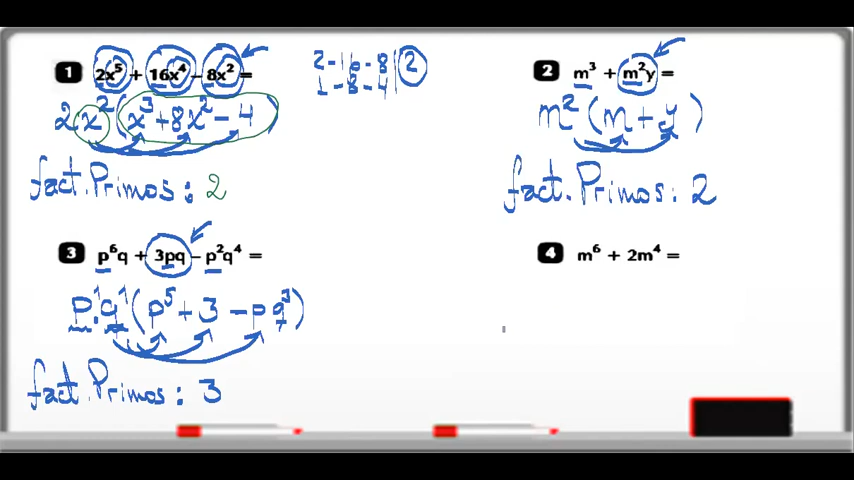 1 2x⁵ + 16x⁴ – 8x² =
2x²(x³+8x²-4)
fact.Primos: 2
2-16-8|2
1-8-4
2 m³ + m²y =
m²(m+y)
fact.Primos: 2
3 p⁶q + 3pq – p²q⁴ =
p¹.q¹(p⁵+3-pq³)
fact.Primos: 3
4 m⁶ + 2m⁴ =